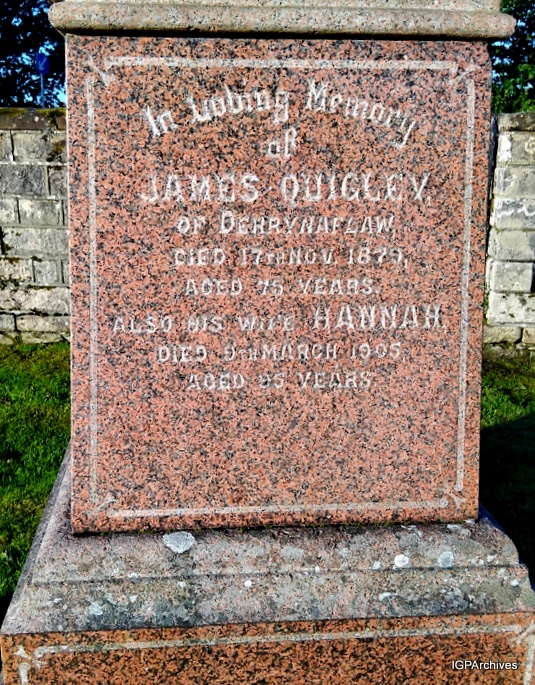 In Loving Memory
of
JAMES QUIGLEY,
OF DERRYNAFLAW,
DIED 17TH NOV. 1879,
AGED 75 YEARS.
ALSO HIS WIFE HANNAH,
DIED 9TH MARCH 1905,
AGED 95 YEARS.
IGPArchives